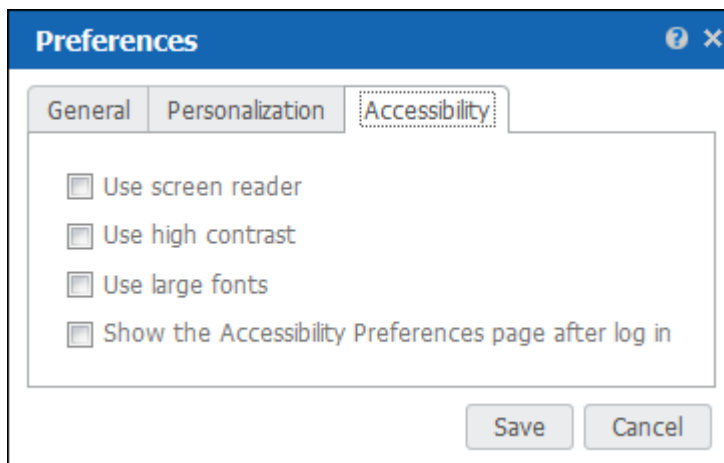 Preferences
General Personalization Accessibility
Use screen reader
Use high contrast
Use large fonts
Show the Accessibility Preferences page after log in
Save Cancel